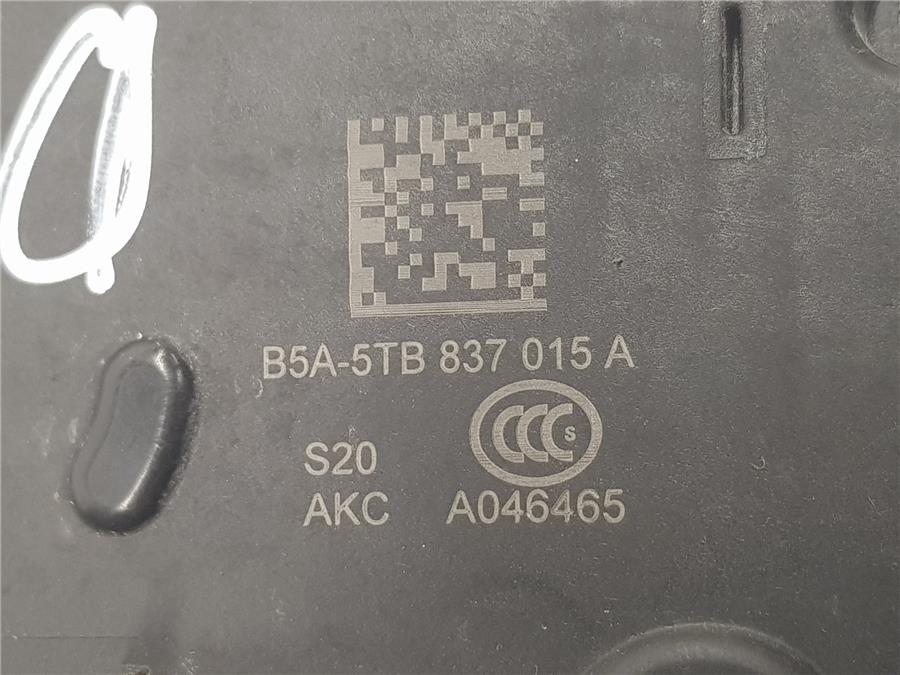 B5A-5TB 837 015 A
CCC S
S20
AKC A046465